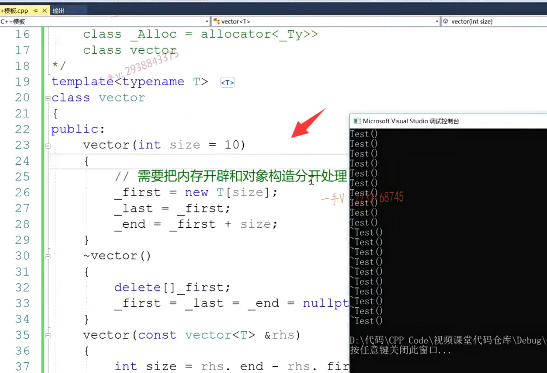 +模板.cpp
C++模板
vector<T>
vector(int size)
16 class _Alloc = allocator<_Ty>>
17 class vector
18 */
19 template<typename T> <T>
20 class vector
21 {
22 public:
23 vector(int size = 10)
24 {
25 // 需要把内存开辟和对象构造分开处理
26 _first = new T[size];
27 _last = _first;
28 _end = _first + size;
29 }
30 ~vector()
31 {
32 delete[]_first;
33 _first = _last = _end = nullpt
34 }
35 vector(const vector<T> &rhs)
36 {
37 int size = rhs._end - rhs._fir
Microsoft Visual Studio 调试控制台
Test()
Test()
Test()
Test()
Test()
Test()
Test()
Test()
Test()
Test()
~Test()
~Test()
~Test()
~Test()
~Test()
~Test()
~Test()
~Test()
~Test()
~Test()
D:\代码\CPP Code\视频课堂代码仓库\Debug\
按任意键关闭此窗口...